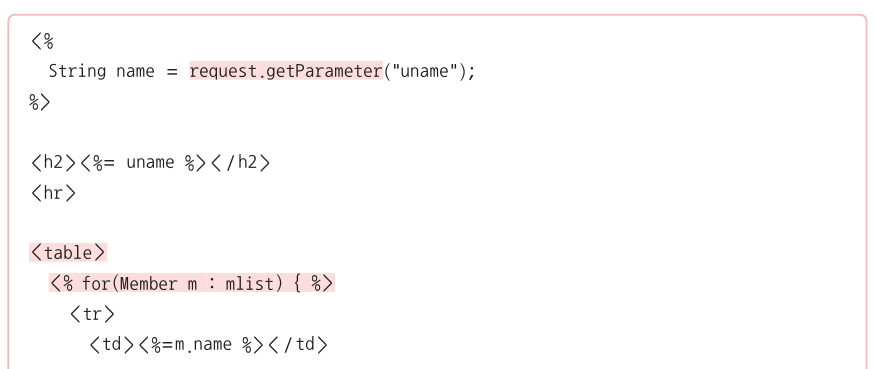 <%
  String name = request.getParameter("uname");
%>

<h2><%= uname %></h2>
<hr>

<table>
  <% for(Member m : mlist) { %>
    <tr>
      <td><%=m.name %></td>